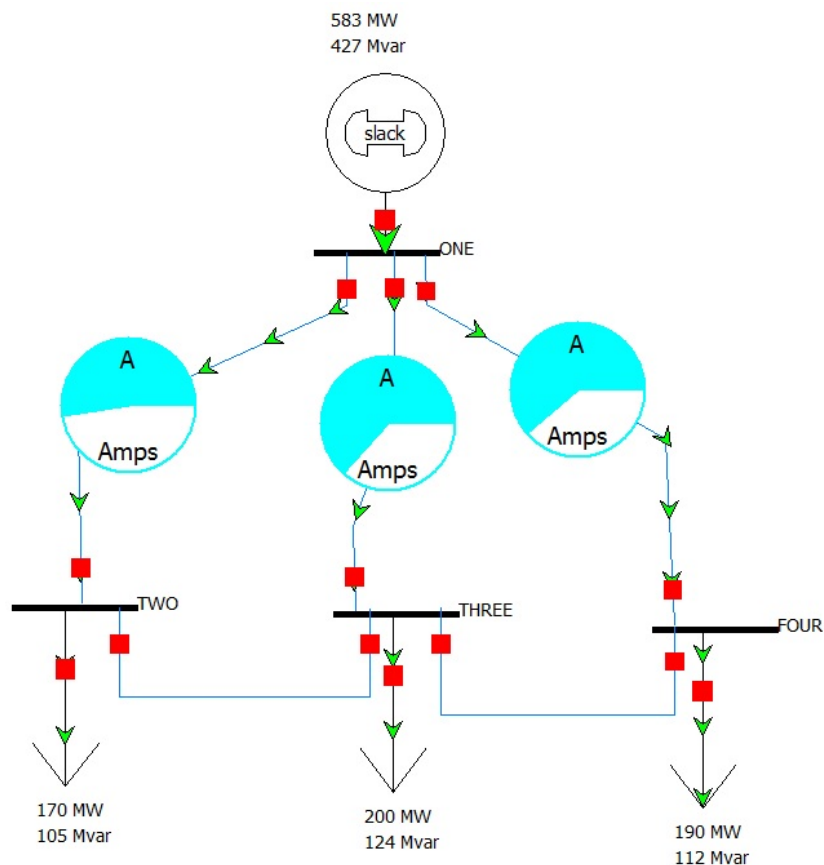 583 MW
427 Mvar
slack
ONE
A
A
A
Amps
Amps
Amps
TWO
THREE
FOUR
170 MW
105 Mvar
200 MW
124 Mvar
190 MW
112 Mvar